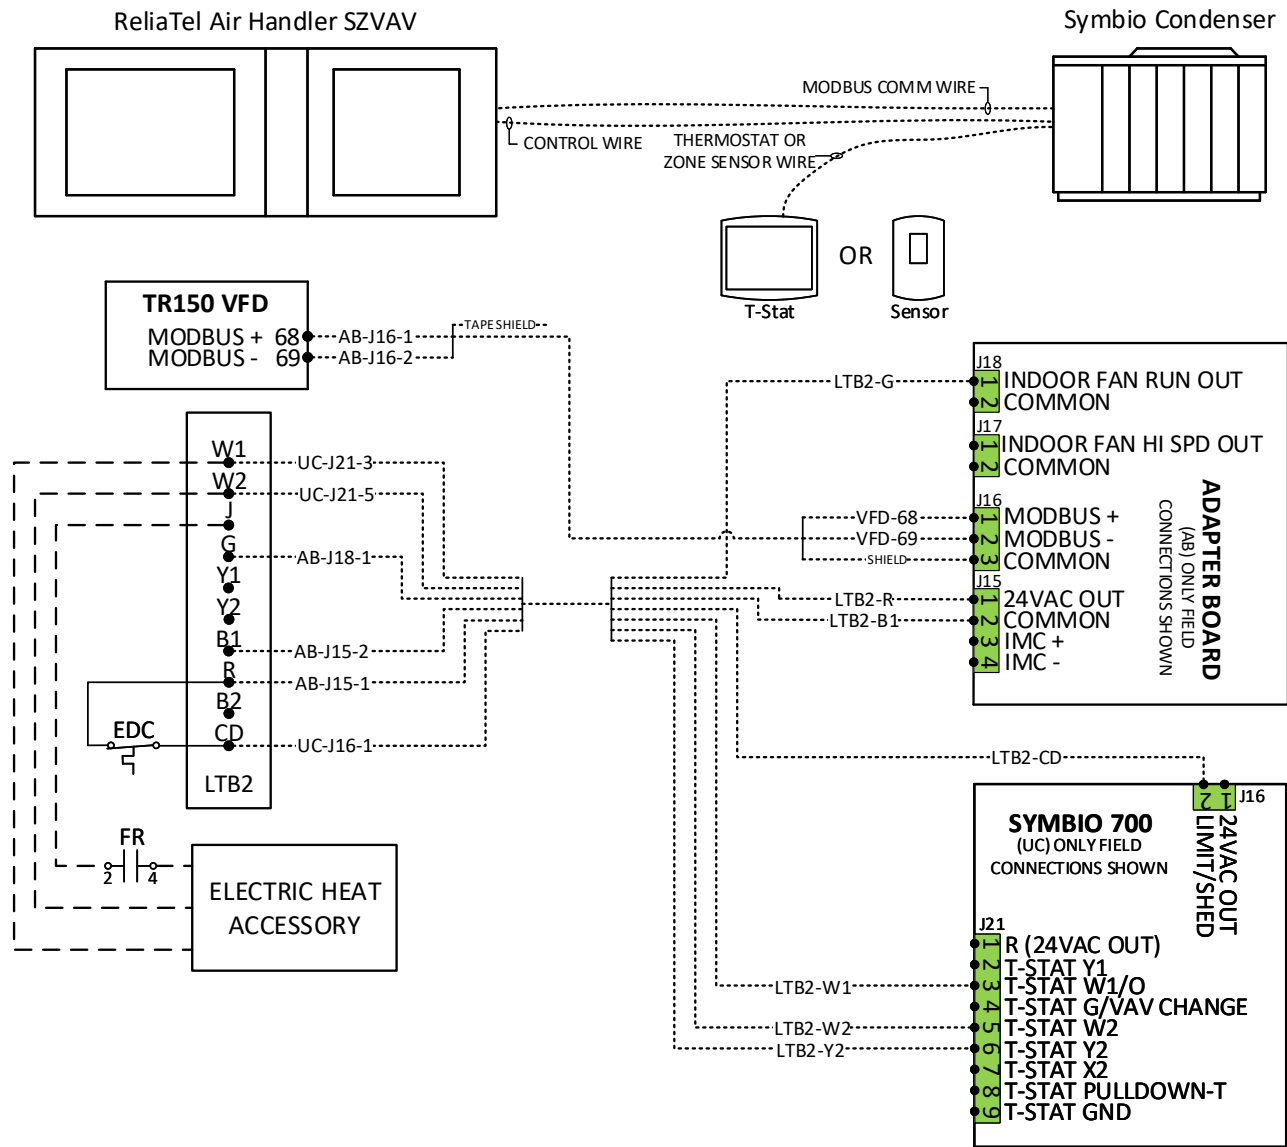 ReliaTel Air Handler SZVAV
Symbio Condenser
MODBUS COMM WIRE
CONTROL WIRE
THERMOSTAT OR
ZONE SENSOR WIRE
OR
T-Stat
Sensor
TR150 VFD
MODBUS + 68
MODBUS - 69
AB-J16-1
AB-J16-2
TAPE SHIELD
W1
W2
J
G
Y1
Y2
B1
R
B2
CD
LTB2
UC-J21-3
UC-J21-5
AB-J18-1
AB-J15-2
AB-J15-1
UC-J16-1
EDC
FR
2 4
ELECTRIC HEAT
ACCESSORY
LTB2-G
VFD-68
VFD-69
SHIELD
LTB2-R
LTB2-B1
LTB2-CD
LTB2-W1
LTB2-W2
LTB2-Y2
J18
1 INDOOR FAN RUN OUT
2 COMMON
J17
1 INDOOR FAN HI SPD OUT
2 COMMON
J16
1 MODBUS +
2 MODBUS -
3 COMMON
J15
1 24VAC OUT
2 COMMON
3 IMC +
4 IMC -
ADAPTER BOARD
(AB) ONLY FIELD
CONNECTIONS SHOWN
SYMBIO 700
(UC) ONLY FIELD
CONNECTIONS SHOWN
J16
1 24VAC OUT
2 LIMIT/SHED
J21
1 R (24VAC OUT)
2 T-STAT Y1
3 T-STAT W1/O
4 T-STAT G/VAV CHANGE
5 T-STAT W2
6 T-STAT Y2
7 T-STAT X2
8 T-STAT PULLDOWN-T
9 T-STAT GND